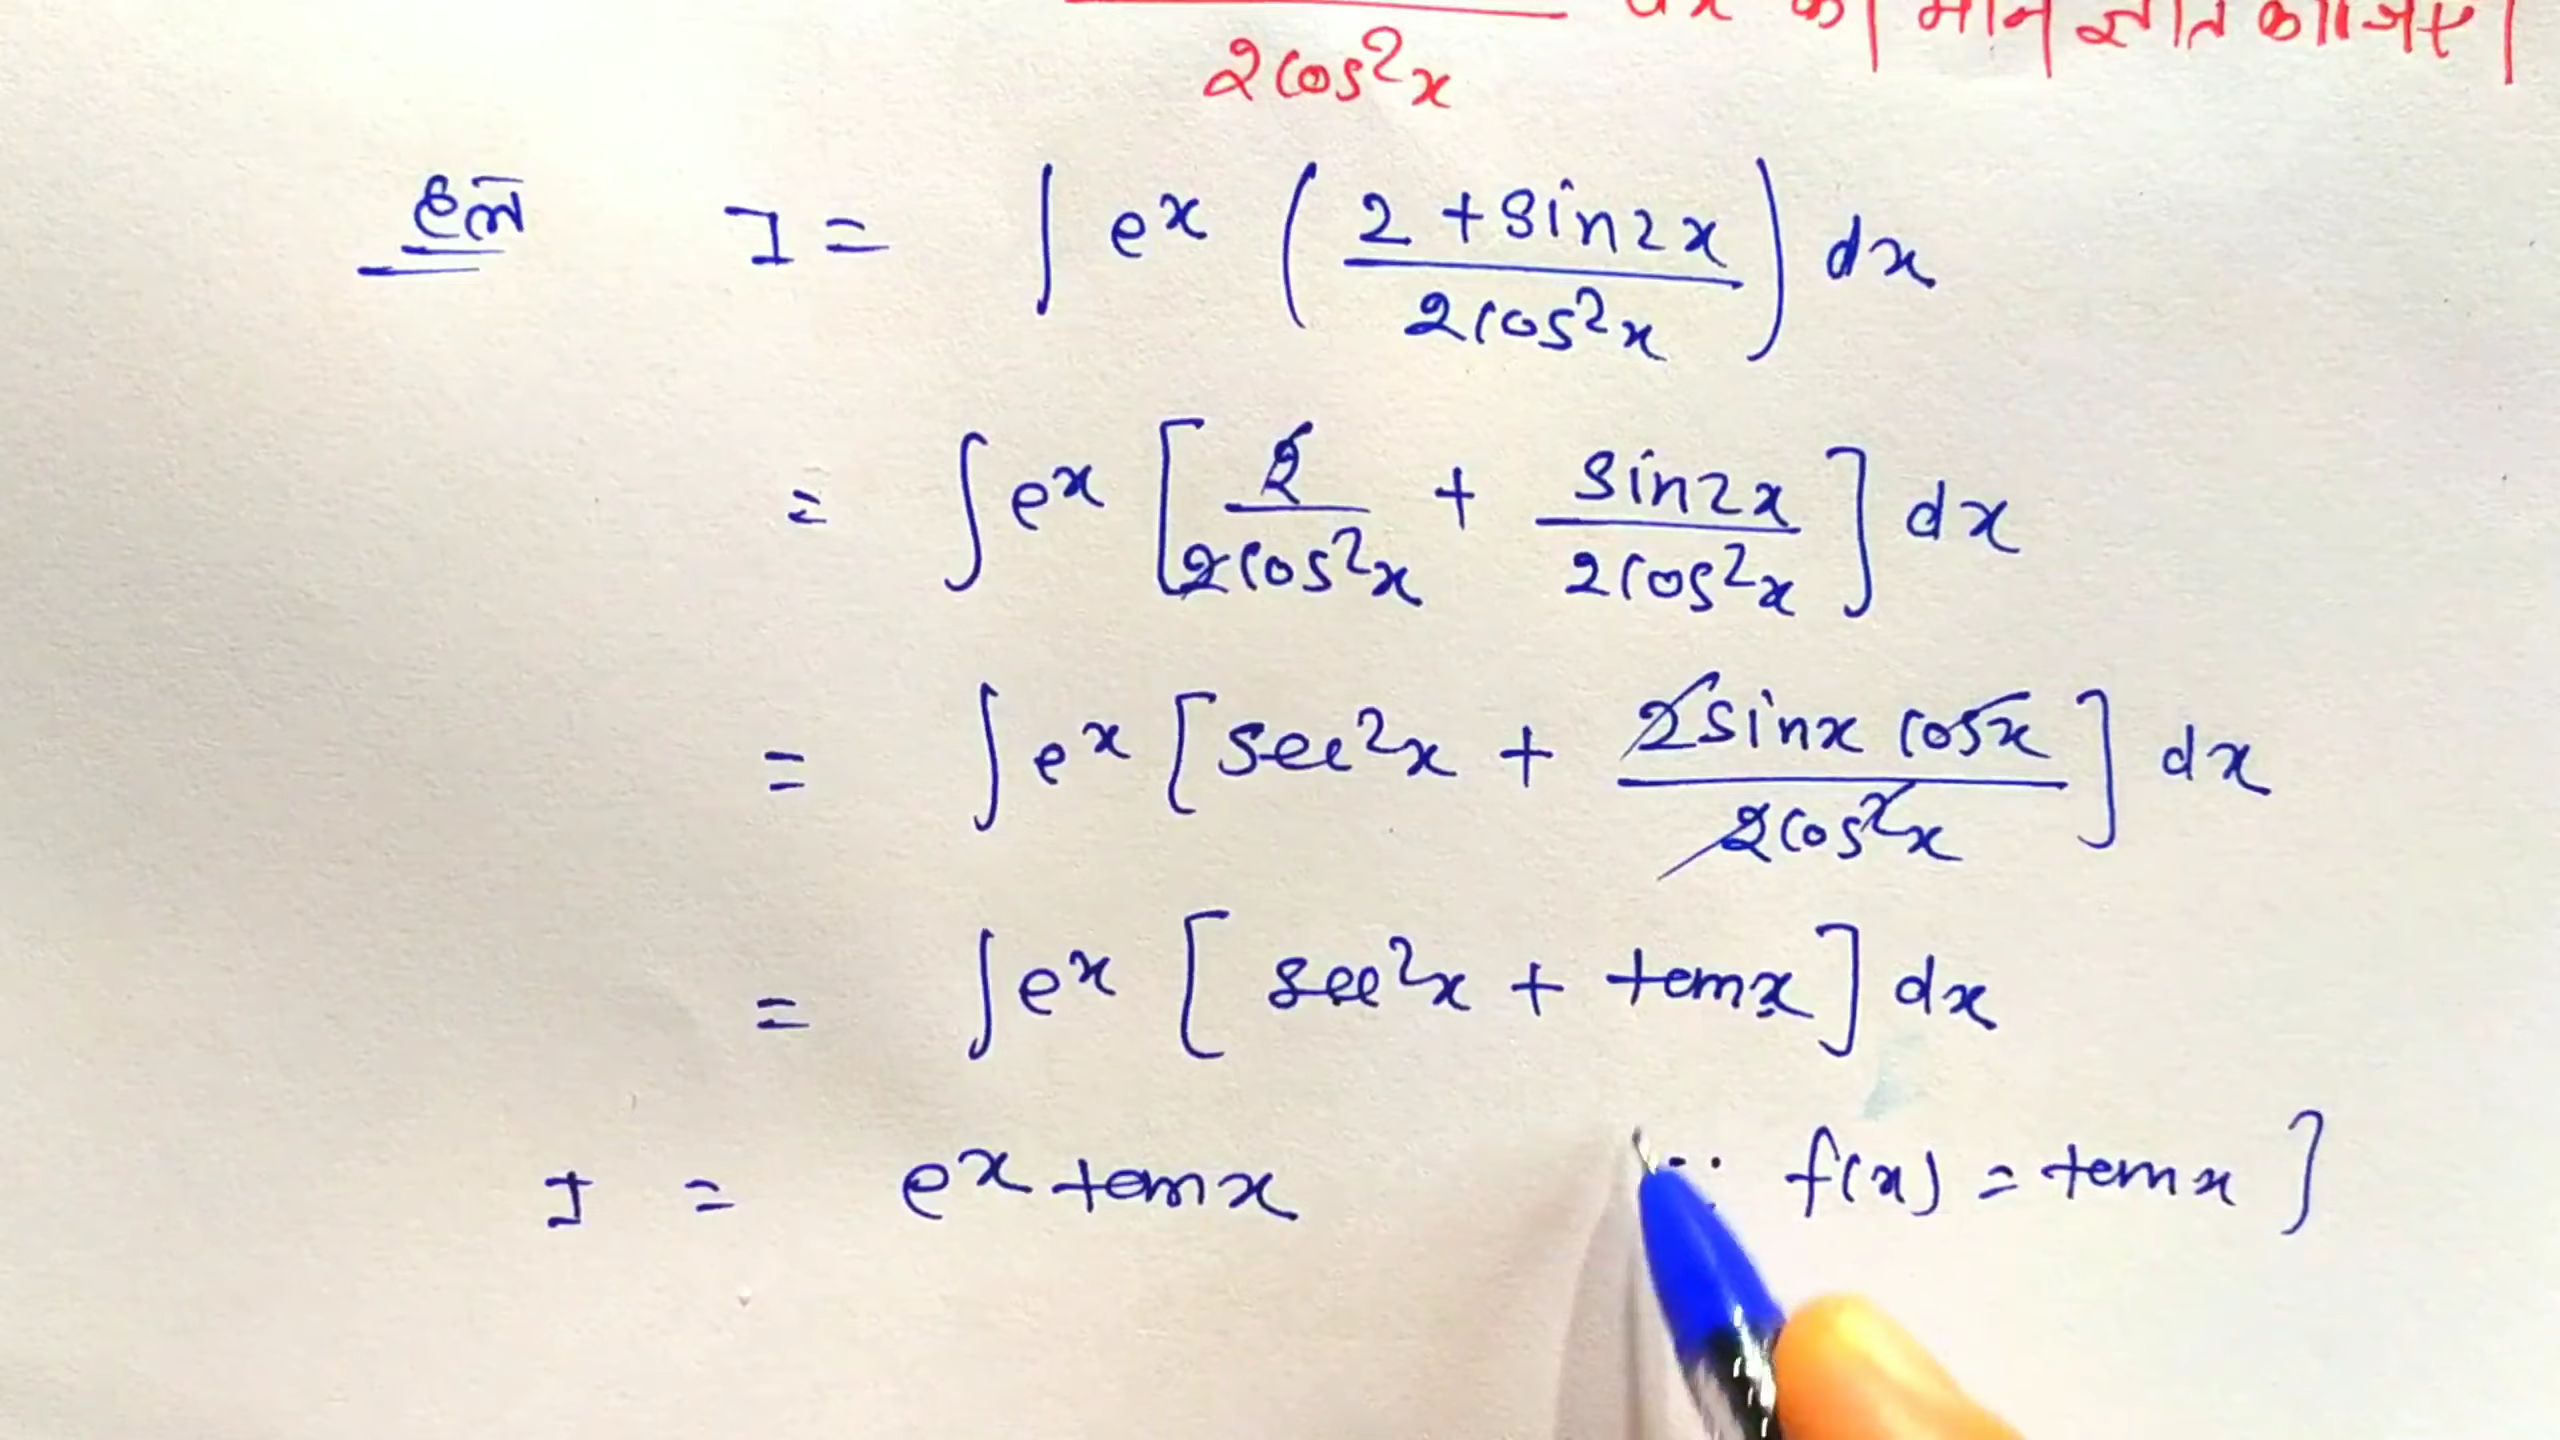 2cos²x dx का मान ज्ञात कीजिए।
हल I = ∫ eˣ ( (2 + sin2x) / (2cos²x) ) dx
= ∫ eˣ [ 2/(2cos²x) + sin2x/(2cos²x) ] dx
= ∫ eˣ [ sec²x + (2sinx cosx)/(2cos²x) ] dx
= ∫ eˣ [ sec²x + tanx ] dx
I = eˣ tanx ∵ f(x) = tanx ]